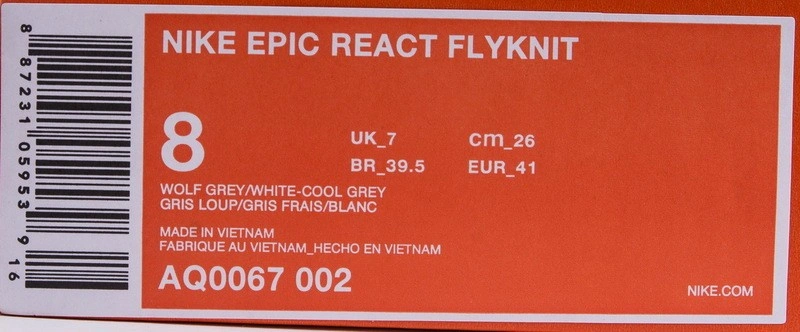 NIKE EPIC REACT FLYKNIT
8
UK_7 cm_26
BR_39.5 EUR_41
WOLF GREY/WHITE-COOL GREY
GRIS LOUP/GRIS FRAIS/BLANC
MADE IN VIETNAM
FABRIQUE AU VIETNAM_HECHO EN VIETNAM
AQ0067 002
NIKE.COM
8 87231 05953 9 16